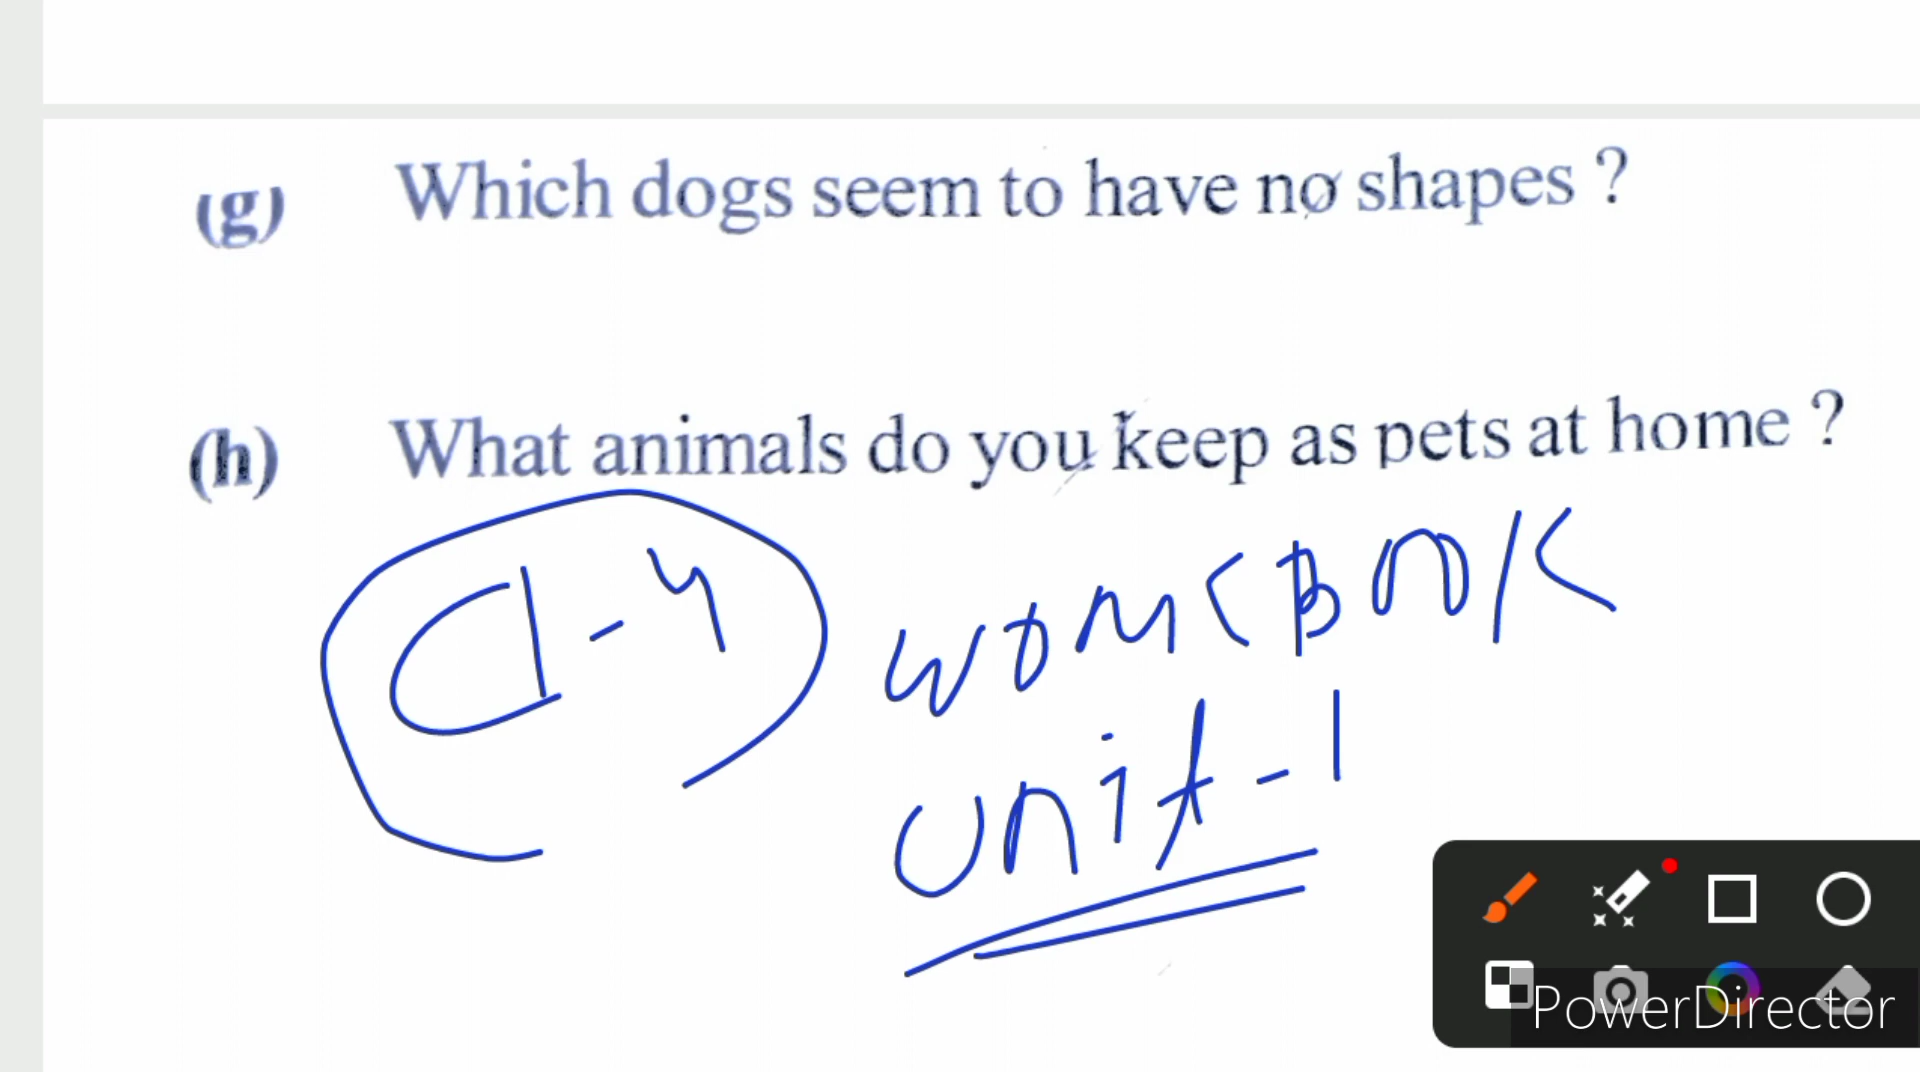 (g) Which dogs seem to have no shapes ?
(h) What animals do you keep as pets at home ?
Cl-4 WORKBOOK
Unit-1
PowerDirector